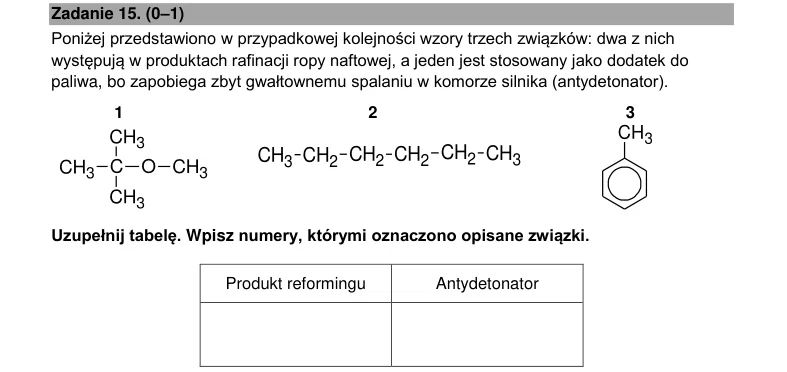 Zadanie 15. (0–1)
Poniżej przedstawiono w przypadkowej kolejności wzory trzech związków: dwa z nich
występują w produktach rafinacji ropy naftowej, a jeden jest stosowany jako dodatek do
paliwa, bo zapobiega zbyt gwałtownemu spalaniu w komorze silnika (antydetonator).
1 2 3
CH3 CH3
CH3–C–O–CH3 CH3-CH2-CH2-CH2-CH2-CH3
CH3
Uzupełnij tabelę. Wpisz numery, którymi oznaczono opisane związki.
Produkt reformingu Antydetonator